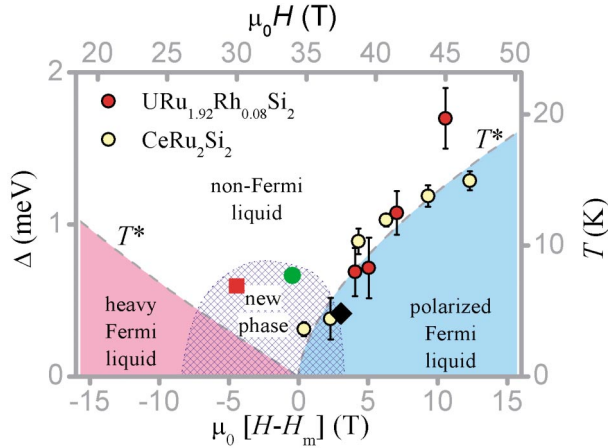 μ₀H (T)
20 25 30 35 40 45 50
2
1
0
Δ (meV)
20
10
0
T (K)
URu₁.₉₂Rh₀.₀₈Si₂
CeRu₂Si₂
T*
non-Fermi
liquid
T*
heavy
Fermi
liquid
new
phase
polarized
Fermi
liquid
-15 -10 -5 0 5 10 15
μ₀ [H-Hₘ] (T)